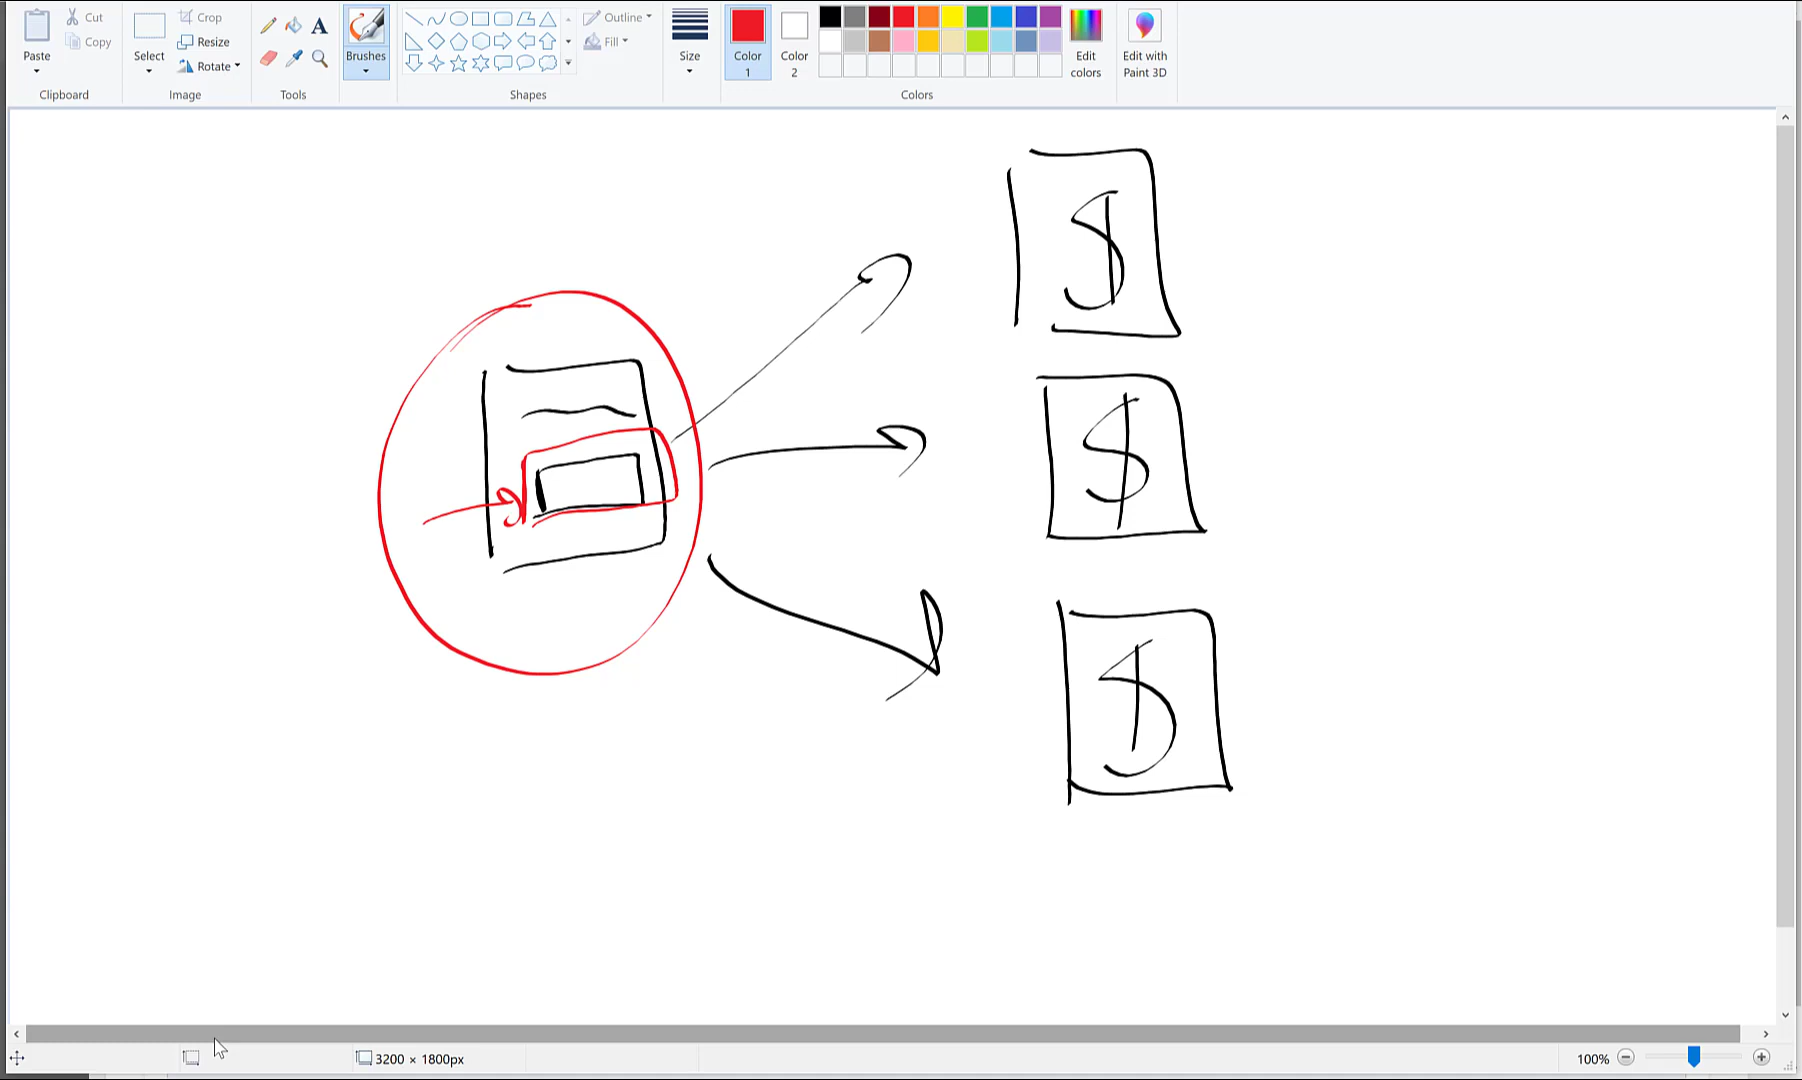 Paste
Cut
Copy
Clipboard
Select
Crop
Resize
Rotate
Image
A
Tools
Brushes
Outline
Fill
Shapes
Size
Color
1
Color
2
Edit
colors
Edit with
Paint 3D
Colors
$
$
$
3200 × 1800px
100%